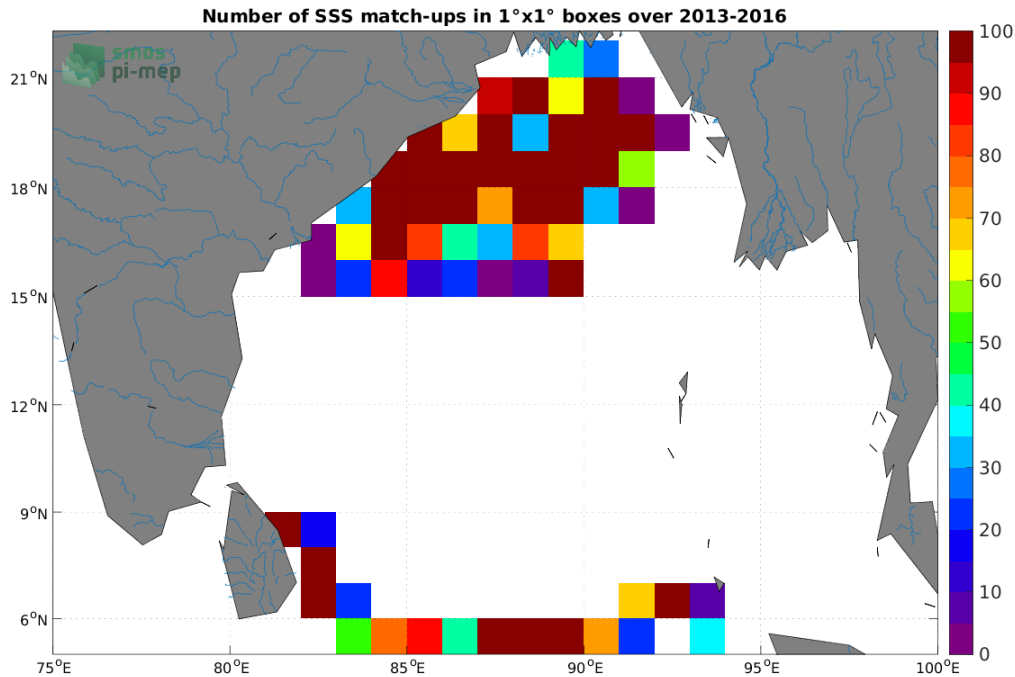 Number of SSS match-ups in 1°x1° boxes over 2013-2016
smos
pi-mep
21°N
18°N
15°N
12°N
9°N
6°N
75°E
80°E
85°E
90°E
95°E
100°E
100
90
80
70
60
50
40
30
20
10
0